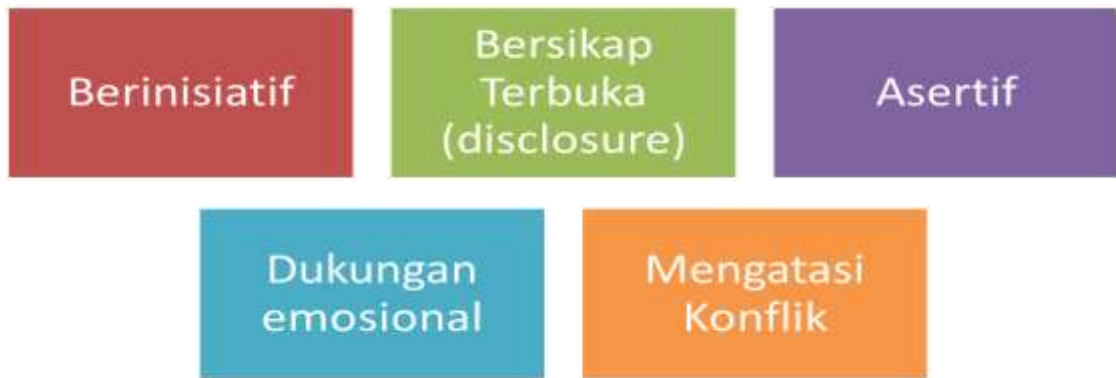 Berinisiatif
Bersikap
Terbuka
(disclosure)
Asertif
Dukungan
emosional
Mengatasi
Konflik